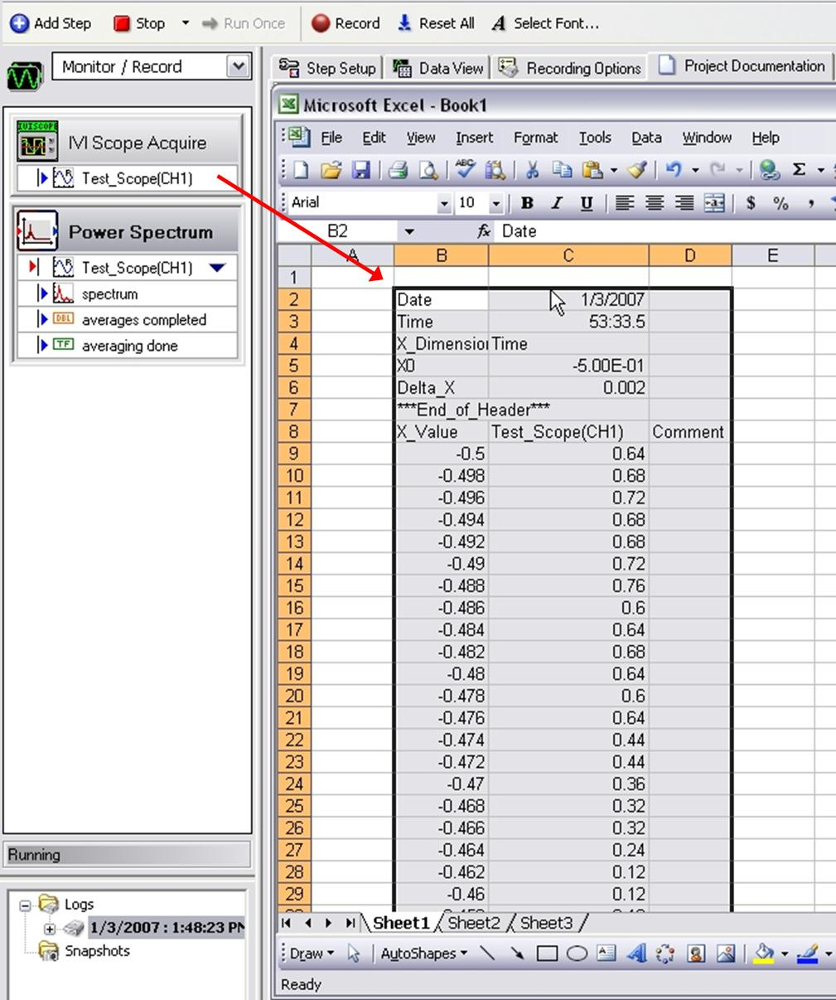 Add Step Stop Run Once Record Reset All A Select Font...
Monitor / Record
Step Setup Data View Recording Options Project Documentation
Microsoft Excel - Book1
IVISCOPE
IVI Scope Acquire
File Edit View Insert Format Tools Data Window Help
Test_Scope(CH1)
ABC Σ
Arial 10 B I U a $ % ,
Power Spectrum
B2 fx Date
Test_Scope(CH1)
spectrum
DBL averages completed
TF averaging done
A B C D E
1
2 Date 1/3/2007
3 Time 53:33.5
4 X_Dimension Time
5 X0 -5.00E-01
6 Delta_X 0.002
7 ***End_of_Header***
8 X_Value Test_Scope(CH1) Comment
9 -0.5 0.64
10 -0.498 0.68
11 -0.496 0.72
12 -0.494 0.68
13 -0.492 0.68
14 -0.49 0.72
15 -0.488 0.76
16 -0.486 0.6
17 -0.484 0.64
18 -0.482 0.68
19 -0.48 0.64
20 -0.478 0.6
21 -0.476 0.64
22 -0.474 0.44
23 -0.472 0.44
24 -0.47 0.36
25 -0.468 0.32
26 -0.466 0.32
27 -0.464 0.24
28 -0.462 0.12
29 -0.46 0.12
Running
Logs
1/3/2007 : 1:48:23 PM
Snapshots
Sheet1 Sheet2 Sheet3
Draw AutoShapes
Ready